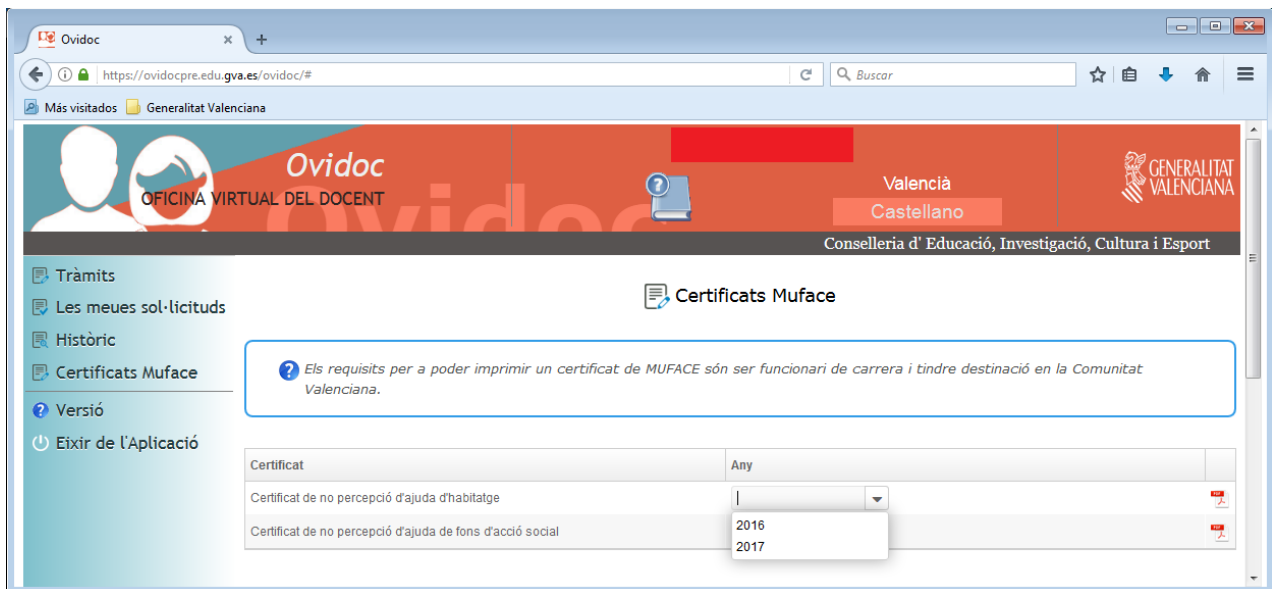 Ovidoc
https://ovidocpre.edu.gva.es/ovidoc/#
Buscar
Más visitados
Generalitat Valenciana
Ovidoc
OFICINA VIRTUAL DEL DOCENT
Ovidoc
Valencià
Castellano
GENERALITAT
VALENCIANA
Conselleria d' Educació, Investigació, Cultura i Esport
Tràmits
Les meues sol·licituds
Històric
Certificats Muface
Versió
Eixir de l'Aplicació
Certificats Muface
Els requisits per a poder imprimir un certificat de MUFACE són ser funcionari de carrera i tindre destinació en la Comunitat
Valenciana.
Certificat Any
Certificat de no percepció d'ajuda d'habitatge
2016
2017
Certificat de no percepció d'ajuda de fons d'acció social